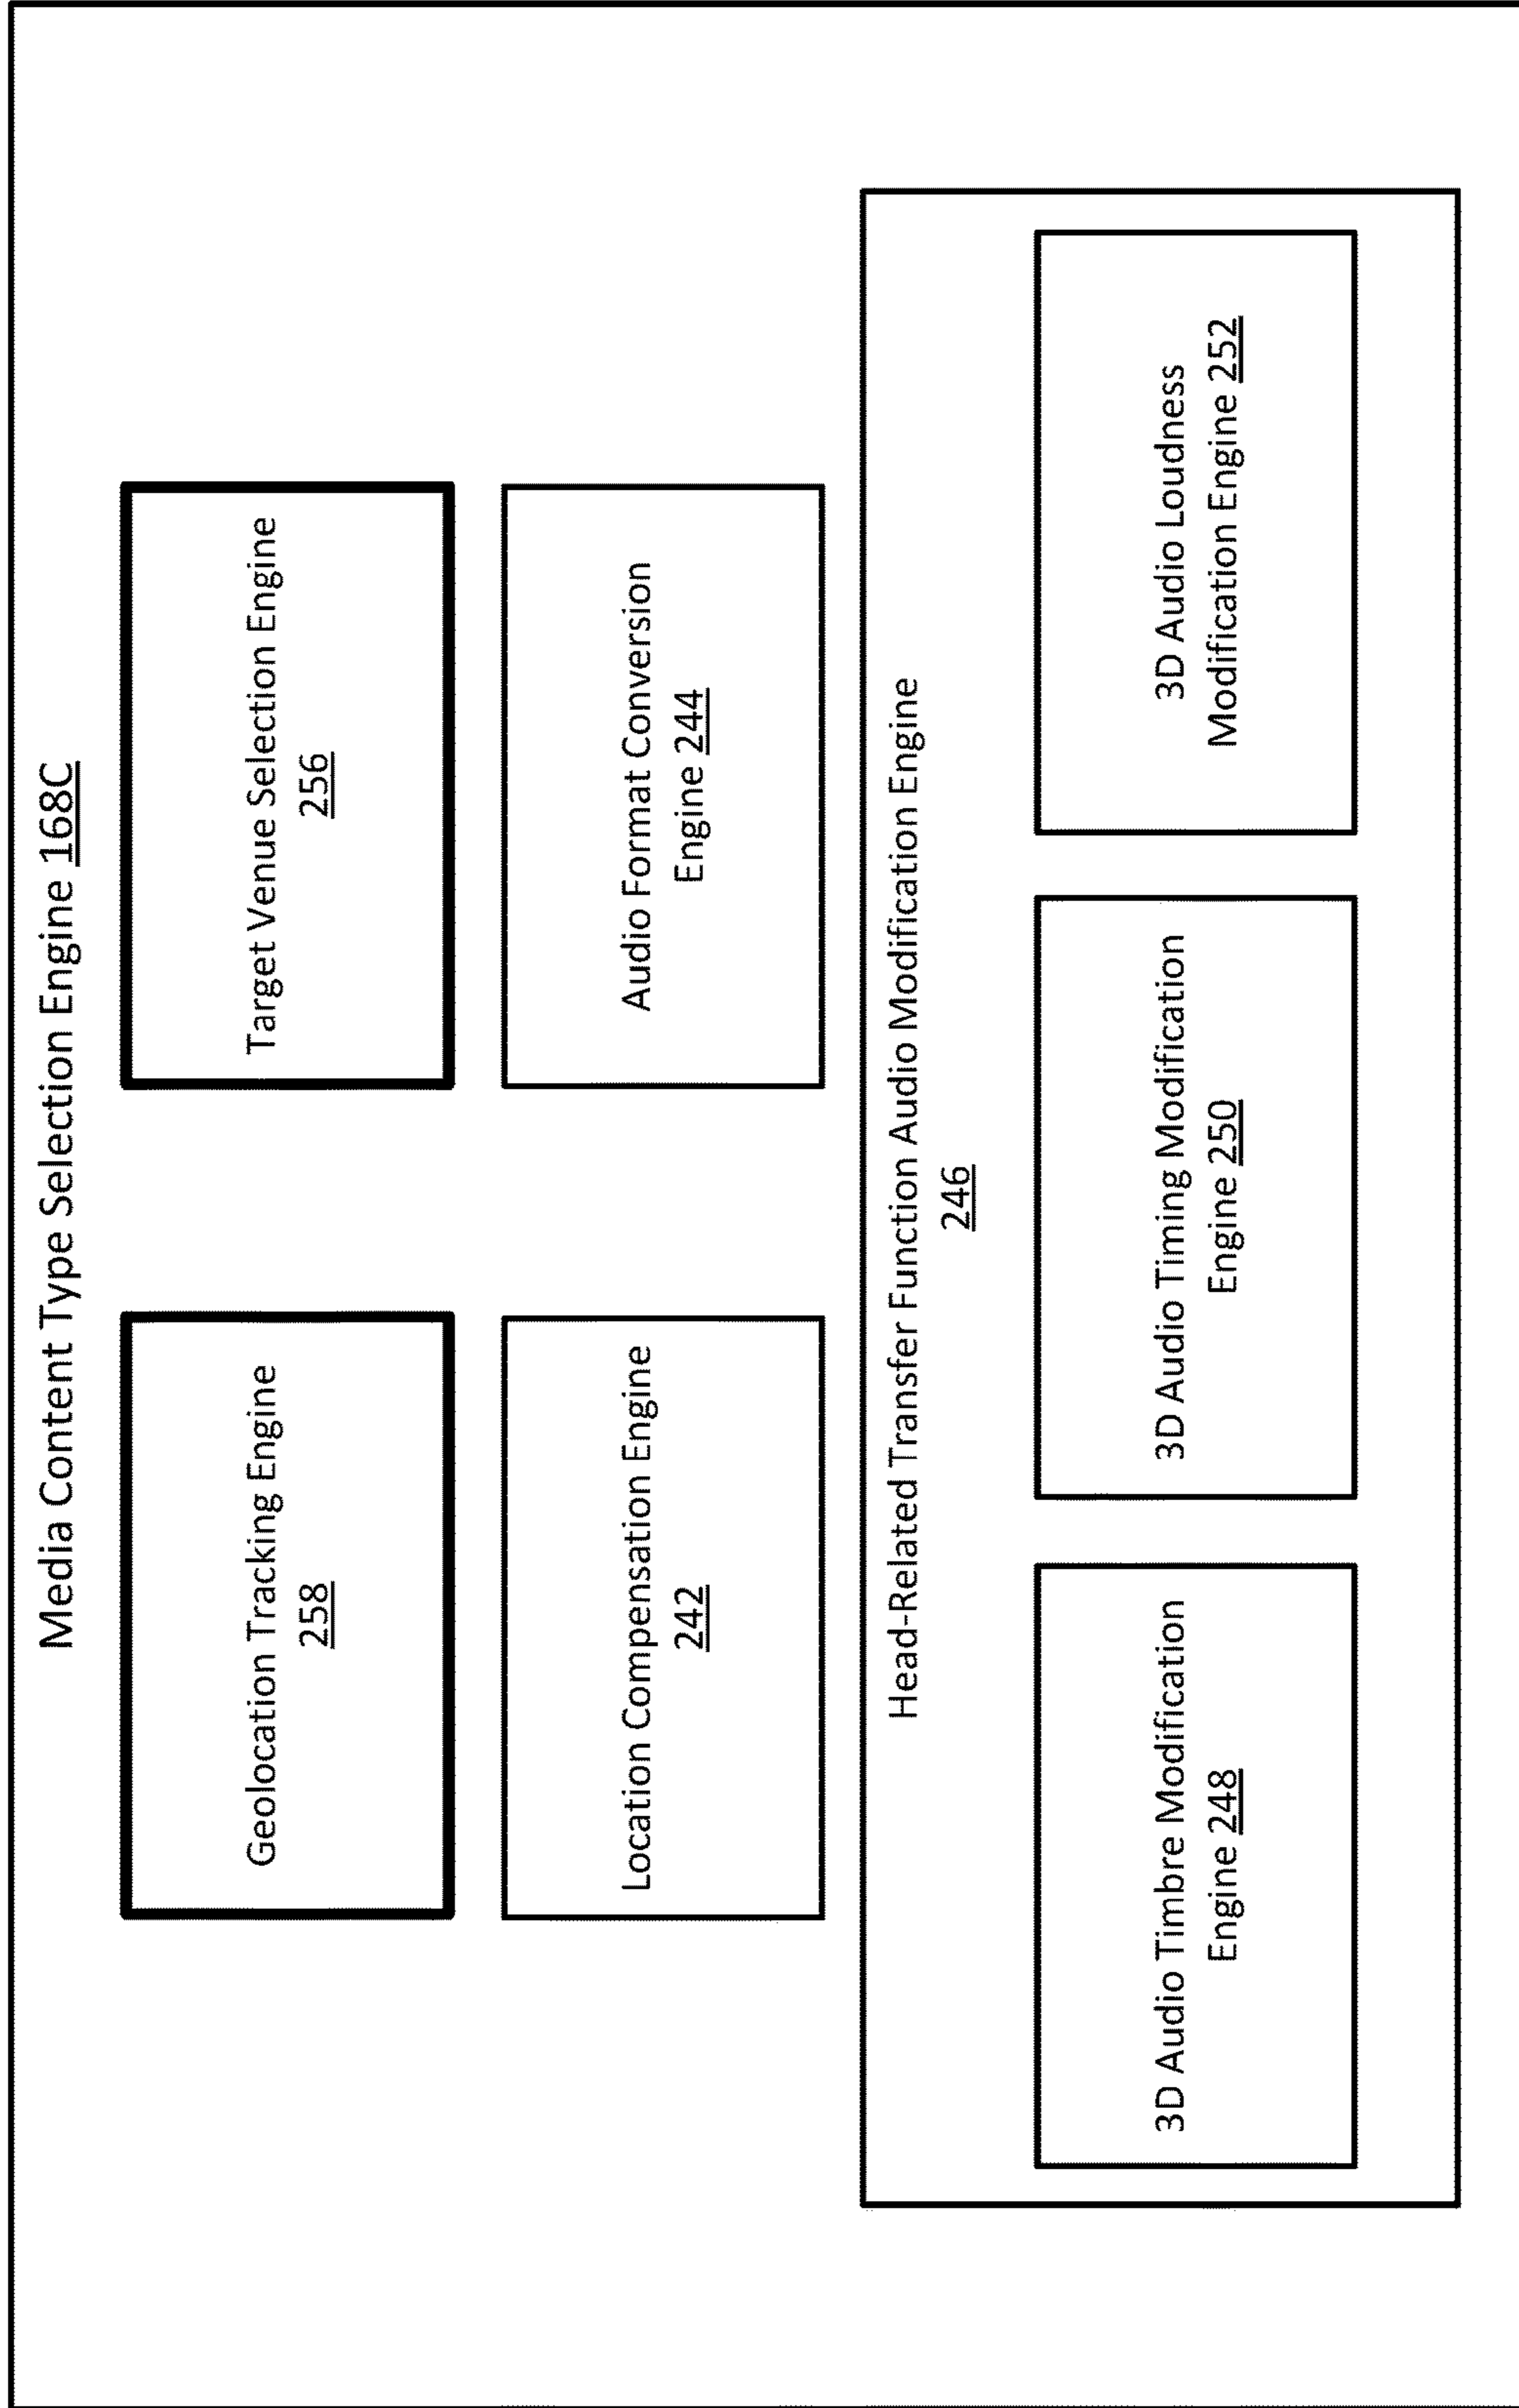 Media Content Type Selection Engine 168C
Geolocation Tracking Engine
258
Target Venue Selection Engine
256
Location Compensation Engine
242
Audio Format Conversion
Engine 244
Head-Related Transfer Function Audio Modification Engine
246
3D Audio Timbre Modification
Engine 248
3D Audio Timing Modification
Engine 250
3D Audio Loudness
Modification Engine 252